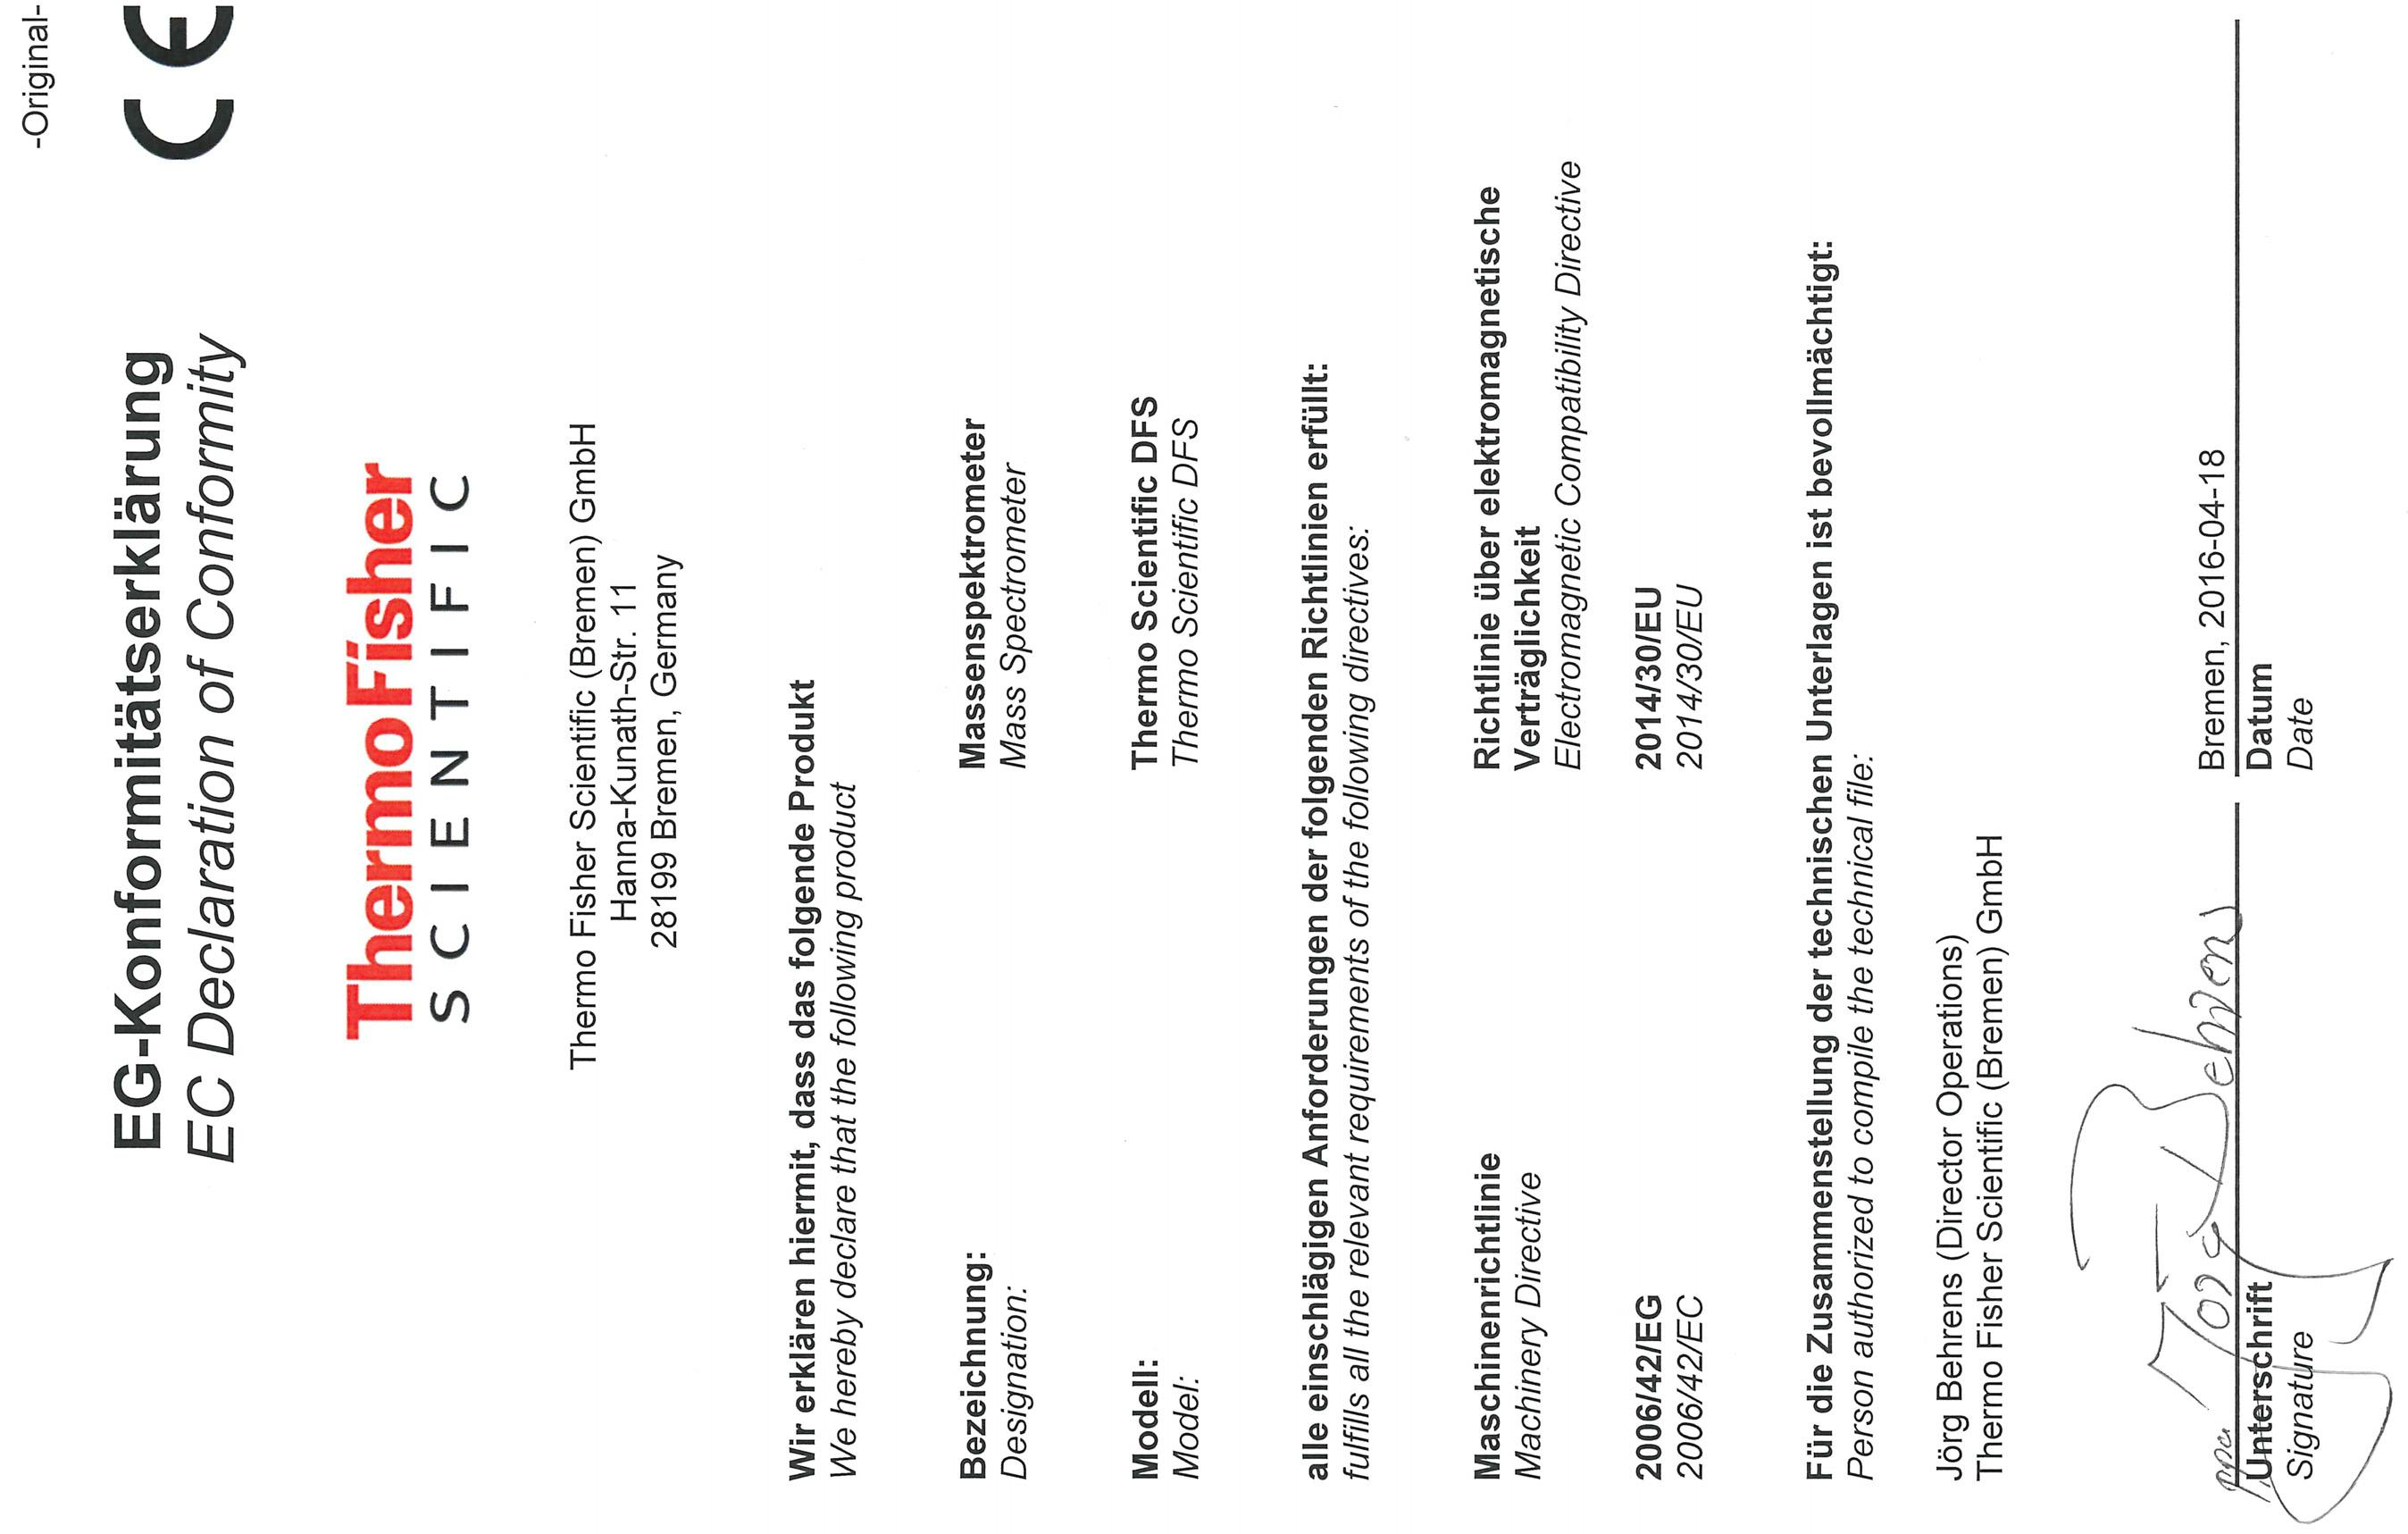 -Original-
EG-Konformitätserklärung
EC Declaration of Conformity
CE
ThermoFisher
SCIENTIFIC
Thermo Fisher Scientific (Bremen) GmbH
Hanna-Kunath-Str. 11
28199 Bremen, Germany
Wir erklären hiermit, dass das folgende Produkt
We hereby declare that the following product
Bezeichnung: Massenspektrometer
Designation: Mass Spectrometer
Modell: Thermo Scientific DFS
Model: Thermo Scientific DFS
alle einschlägigen Anforderungen der folgenden Richtlinien erfüllt:
fulfills all the relevant requirements of the following directives:
Maschinenrichtlinie
Machinery Directive
Richtlinie über elektromagnetische
Verträglichkeit
Electromagnetic Compatibility Directive
2006/42/EG 2014/30/EU
2006/42/EC 2014/30/EU
Für die Zusammenstellung der technischen Unterlagen ist bevollmächtigt:
Person authorized to compile the technical file:
Jörg Behrens (Director Operations)
Thermo Fisher Scientific (Bremen) GmbH
ppa Jörg Behrens
Bremen, 2016-04-18
Unterschrift Datum
Signature Date